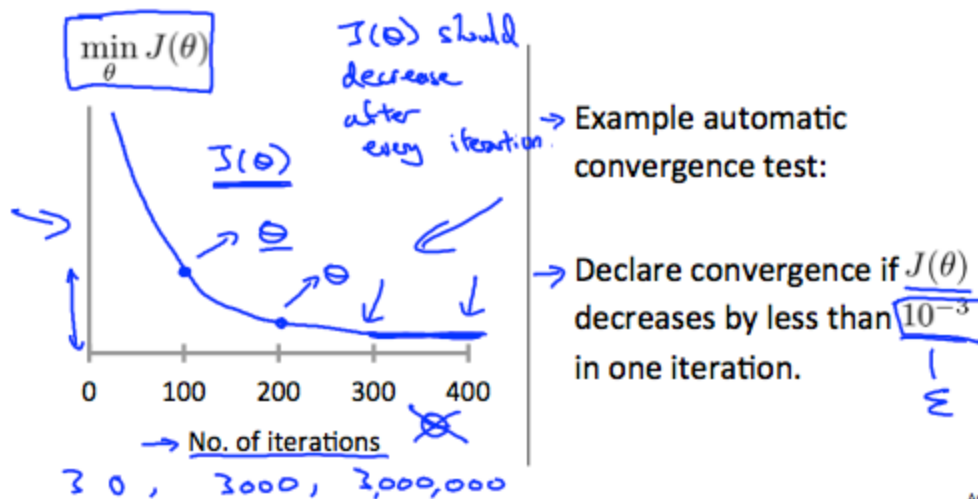 min J(θ)
θ
J(θ) should
decrease
after
every iteration.
J(θ)
θ
θ
0 100 200 300 400
→ No. of iterations
30, 3000, 3,000,000
→ Example automatic
convergence test:
→ Declare convergence if J(θ)
decreases by less than 10⁻³
in one iteration.
ε